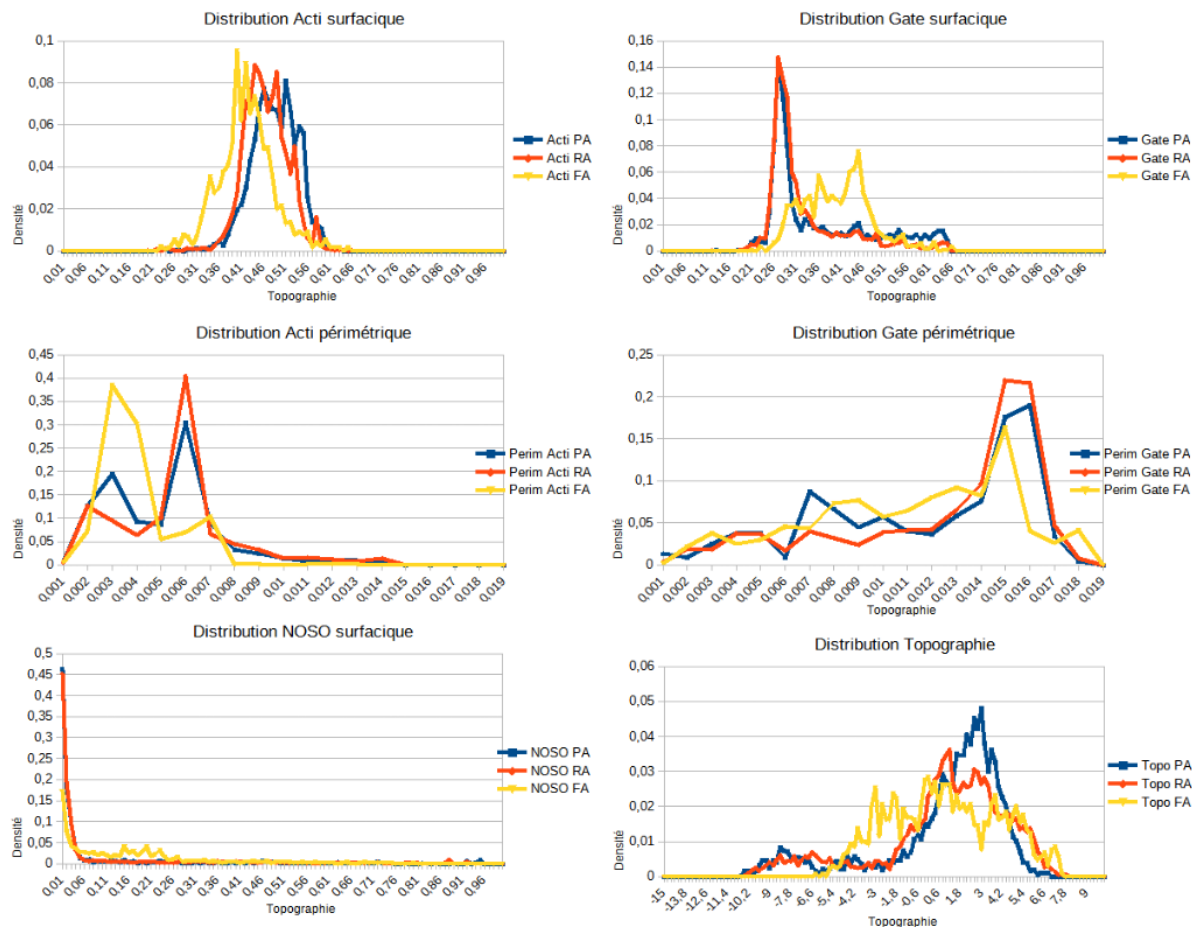 Distribution Acti surfacique
0,1
0,08
0,06
0,04
0,02
0
Densité
0,01 0,06 0,11 0,16 0,21 0,26 0,31 0,36 0,41 0,46 0,51 0,56 0,61 0,66 0,71 0,76 0,81 0,86 0,91 0,96
Topographie
Acti PA
Acti RA
Acti FA
Distribution Gate surfacique
0,16
0,14
0,12
0,1
0,08
0,06
0,04
0,02
0
Densité
0,01 0,06 0,11 0,16 0,21 0,26 0,31 0,36 0,41 0,46 0,51 0,56 0,61 0,66 0,71 0,76 0,81 0,86 0,91 0,96
Topographie
Gate PA
Gate RA
Gate FA
Distribution Acti périmétrique
0,45
0,4
0,35
0,3
0,25
0,2
0,15
0,1
0,05
0
Densité
0,001 0,002 0,003 0,004 0,005 0,006 0,007 0,008 0,009 0,01 0,011 0,012 0,013 0,014 0,015 0,016 0,017 0,018 0,019
Topographie
Perim Acti PA
Perim Acti RA
Perim Acti FA
Distribution Gate périmétrique
0,25
0,2
0,15
0,1
0,05
0
Densité
0,001 0,002 0,003 0,004 0,005 0,006 0,007 0,008 0,009 0,01 0,011 0,012 0,013 0,014 0,015 0,016 0,017 0,018 0,019
Topographie
Perim Gate PA
Perim Gate RA
Perim Gate FA
Distribution NOSO surfacique
0,5
0,45
0,4
0,35
0,3
0,25
0,2
0,15
0,1
0,05
0
Densité
0,01 0,06 0,11 0,16 0,21 0,26 0,31 0,36 0,41 0,46 0,51 0,56 0,61 0,66 0,71 0,76 0,81 0,86 0,91 0,96
Topographie
NOSO PA
NOSO RA
NOSO FA
Distribution Topographie
0,06
0,05
0,04
0,03
0,02
0,01
0
Densité
-15 -13,8 -12,6 -11,4 -10,2 -9 -7,8 -6,6 -5,4 -4,2 -3 -1,8 -0,6 0,6 1,8 3 4,2 5,4 6,6 7,8 9
Topographie
Topo PA
Topo RA
Topo FA